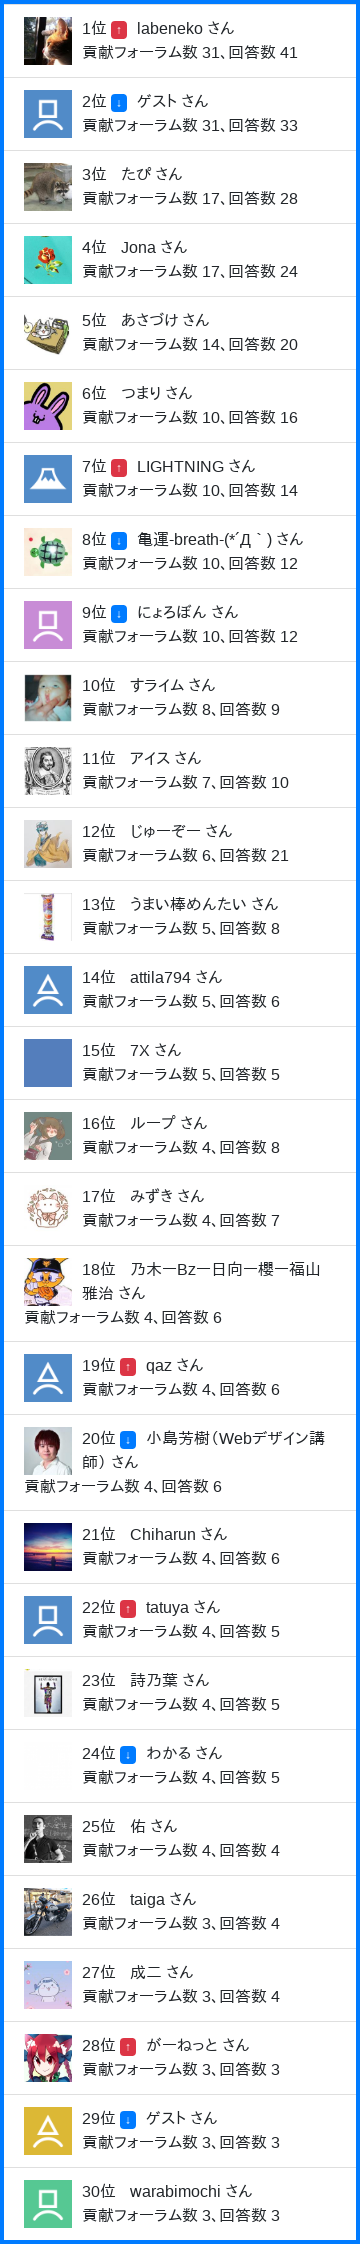 1位 ↑ labeneko さん
貢献フォーラム数 31、回答数 41
2位 ↓ ゲスト さん
貢献フォーラム数 31、回答数 33
3位 たぴ さん
貢献フォーラム数 17、回答数 28
4位 Jona さん
貢献フォーラム数 17、回答数 24
5位 あさづけ さん
貢献フォーラム数 14、回答数 20
6位 つまり さん
貢献フォーラム数 10、回答数 16
7位 ↑ LIGHTNING さん
貢献フォーラム数 10、回答数 14
8位 ↓ 亀運-breath-(*´Д｀) さん
貢献フォーラム数 10、回答数 12
9位 ↓ にょろぼん さん
貢献フォーラム数 10、回答数 12
10位 すライム さん
貢献フォーラム数 8、回答数 9
11位 アイス さん
貢献フォーラム数 7、回答数 10
12位 じゅーぞー さん
貢献フォーラム数 6、回答数 21
13位 うまい棒めんたい さん
貢献フォーラム数 5、回答数 8
14位 attila794 さん
貢献フォーラム数 5、回答数 6
15位 7X さん
貢献フォーラム数 5、回答数 5
16位 ループ さん
貢献フォーラム数 4、回答数 8
17位 みずき さん
貢献フォーラム数 4、回答数 7
18位 乃木一Bz一日向一櫻一福山
雅治 さん
貢献フォーラム数 4、回答数 6
19位 ↑ qaz さん
貢献フォーラム数 4、回答数 6
20位 ↓ 小島芳樹（Webデザイン講
師） さん
貢献フォーラム数 4、回答数 6
21位 Chiharun さん
貢献フォーラム数 4、回答数 6
22位 ↑ tatuya さん
貢献フォーラム数 4、回答数 5
23位 詩乃葉 さん
貢献フォーラム数 4、回答数 5
24位 ↓ わかる さん
貢献フォーラム数 4、回答数 5
25位 佑 さん
貢献フォーラム数 4、回答数 4
26位 taiga さん
貢献フォーラム数 3、回答数 4
27位 成二 さん
貢献フォーラム数 3、回答数 4
28位 ↑ がーねっと さん
貢献フォーラム数 3、回答数 3
29位 ↓ ゲスト さん
貢献フォーラム数 3、回答数 3
30位 warabimochi さん
貢献フォーラム数 3、回答数 3